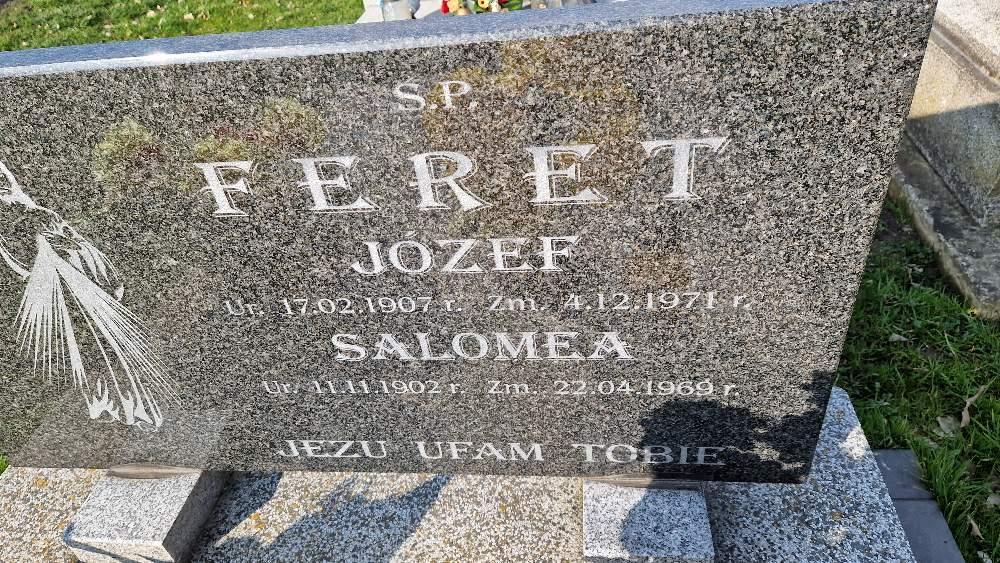 Ś.P.
FERET
JÓZEF
Ur. 17.02.1907 r. Zm. 4.12.1971 r.
SALOMEA
Ur. 11.11.1902 r. Zm. 22.04.1969 r.
JEZU UFAM TOBIE